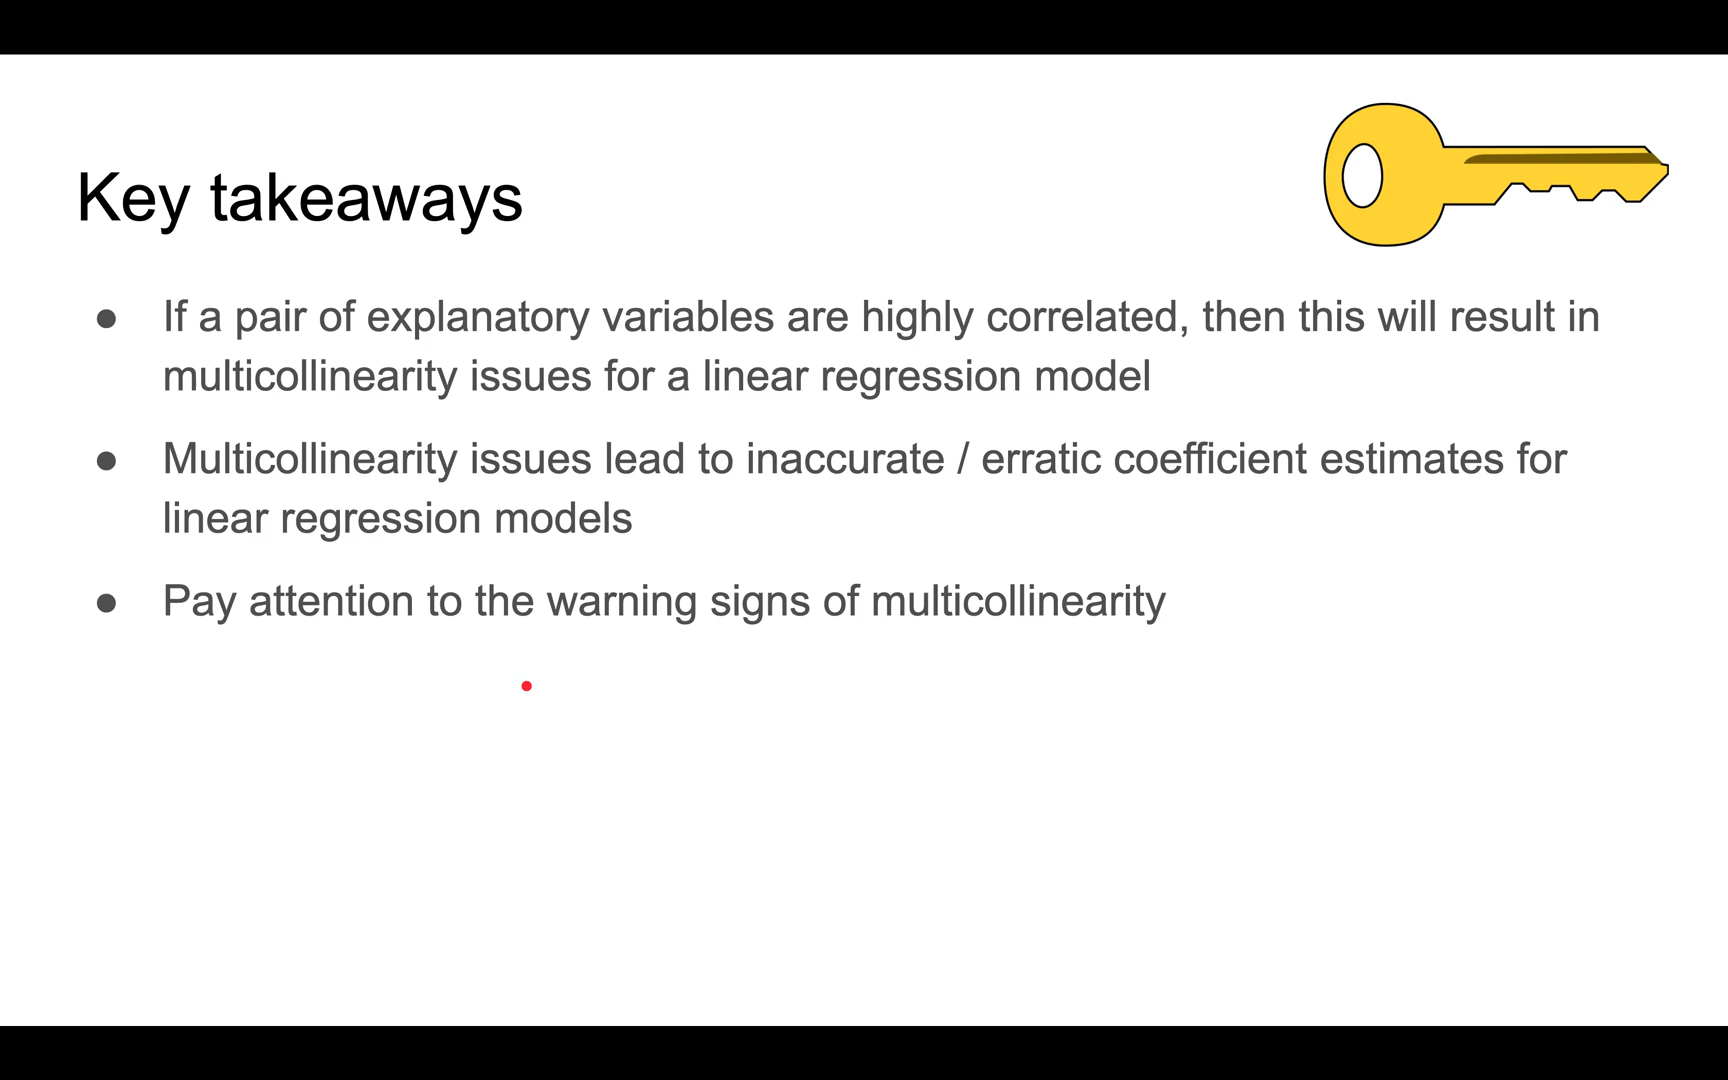 Key takeaways
● If a pair of explanatory variables are highly correlated, then this will result in
multicollinearity issues for a linear regression model
● Multicollinearity issues lead to inaccurate / erratic coefficient estimates for
linear regression models
● Pay attention to the warning signs of multicollinearity